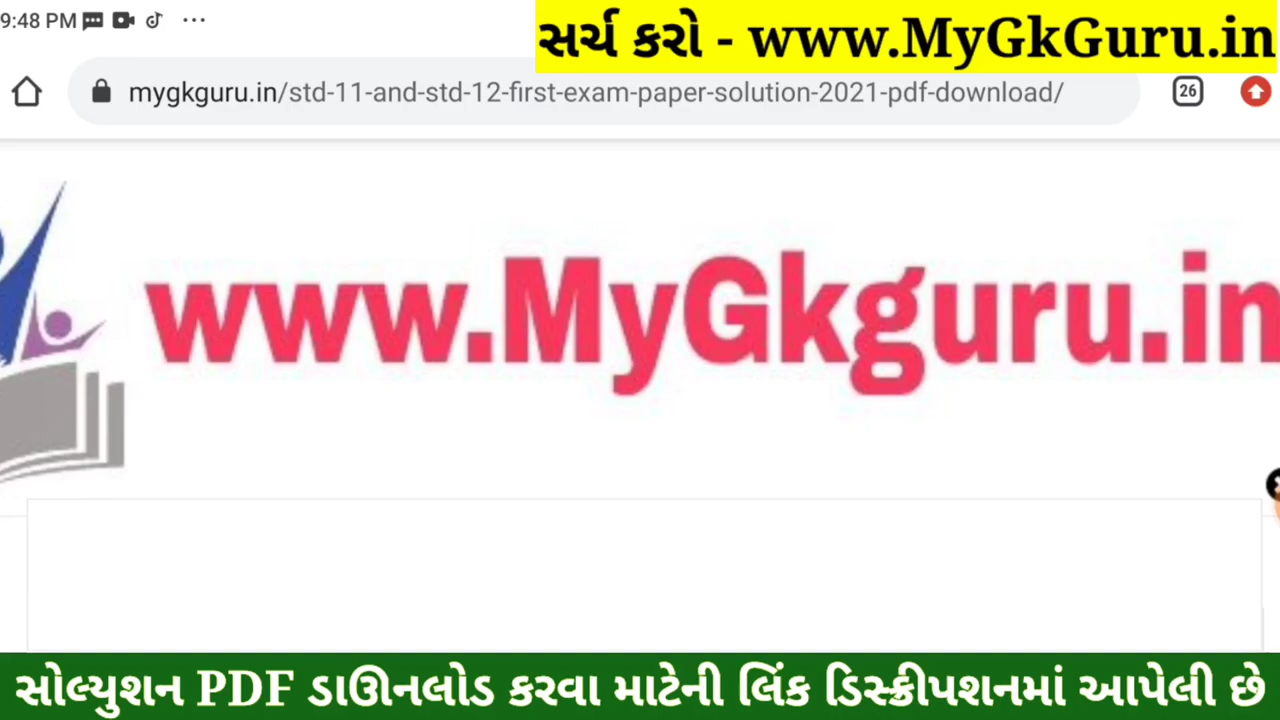 9:48 PM
સર્ચ કરો - www.MyGkGuru.in
mygkguru.in/std-11-and-std-12-first-exam-paper-solution-2021-pdf-download/
26
www.MyGkguru.in
સોલ્યુશન PDF ડાઊનલોડ કરવા માટેની લિંક ડિસ્ક્રીપશનમાં આપેલી છે